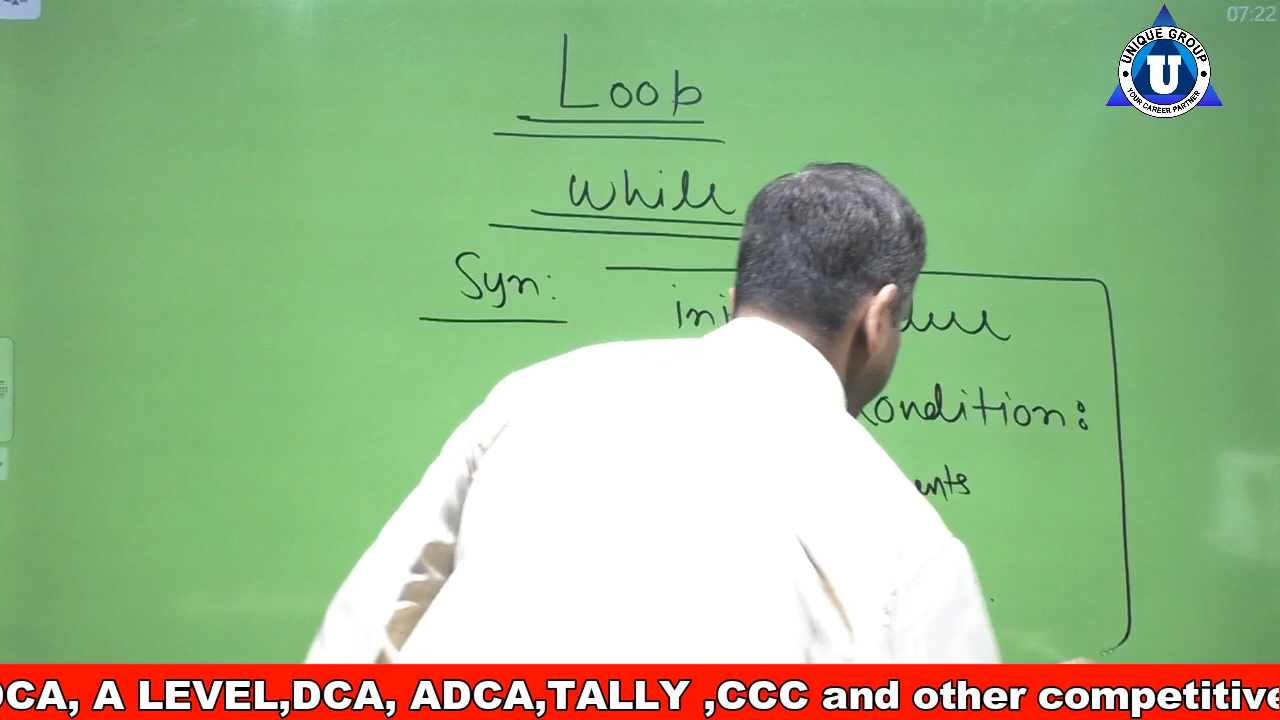 07:22
UNIQUE GROUP
U
YOUR CAREER PARTNER
Loop
while
Syn:
Condition:
DCA, A LEVEL,DCA, ADCA,TALLY ,CCC and other competitive